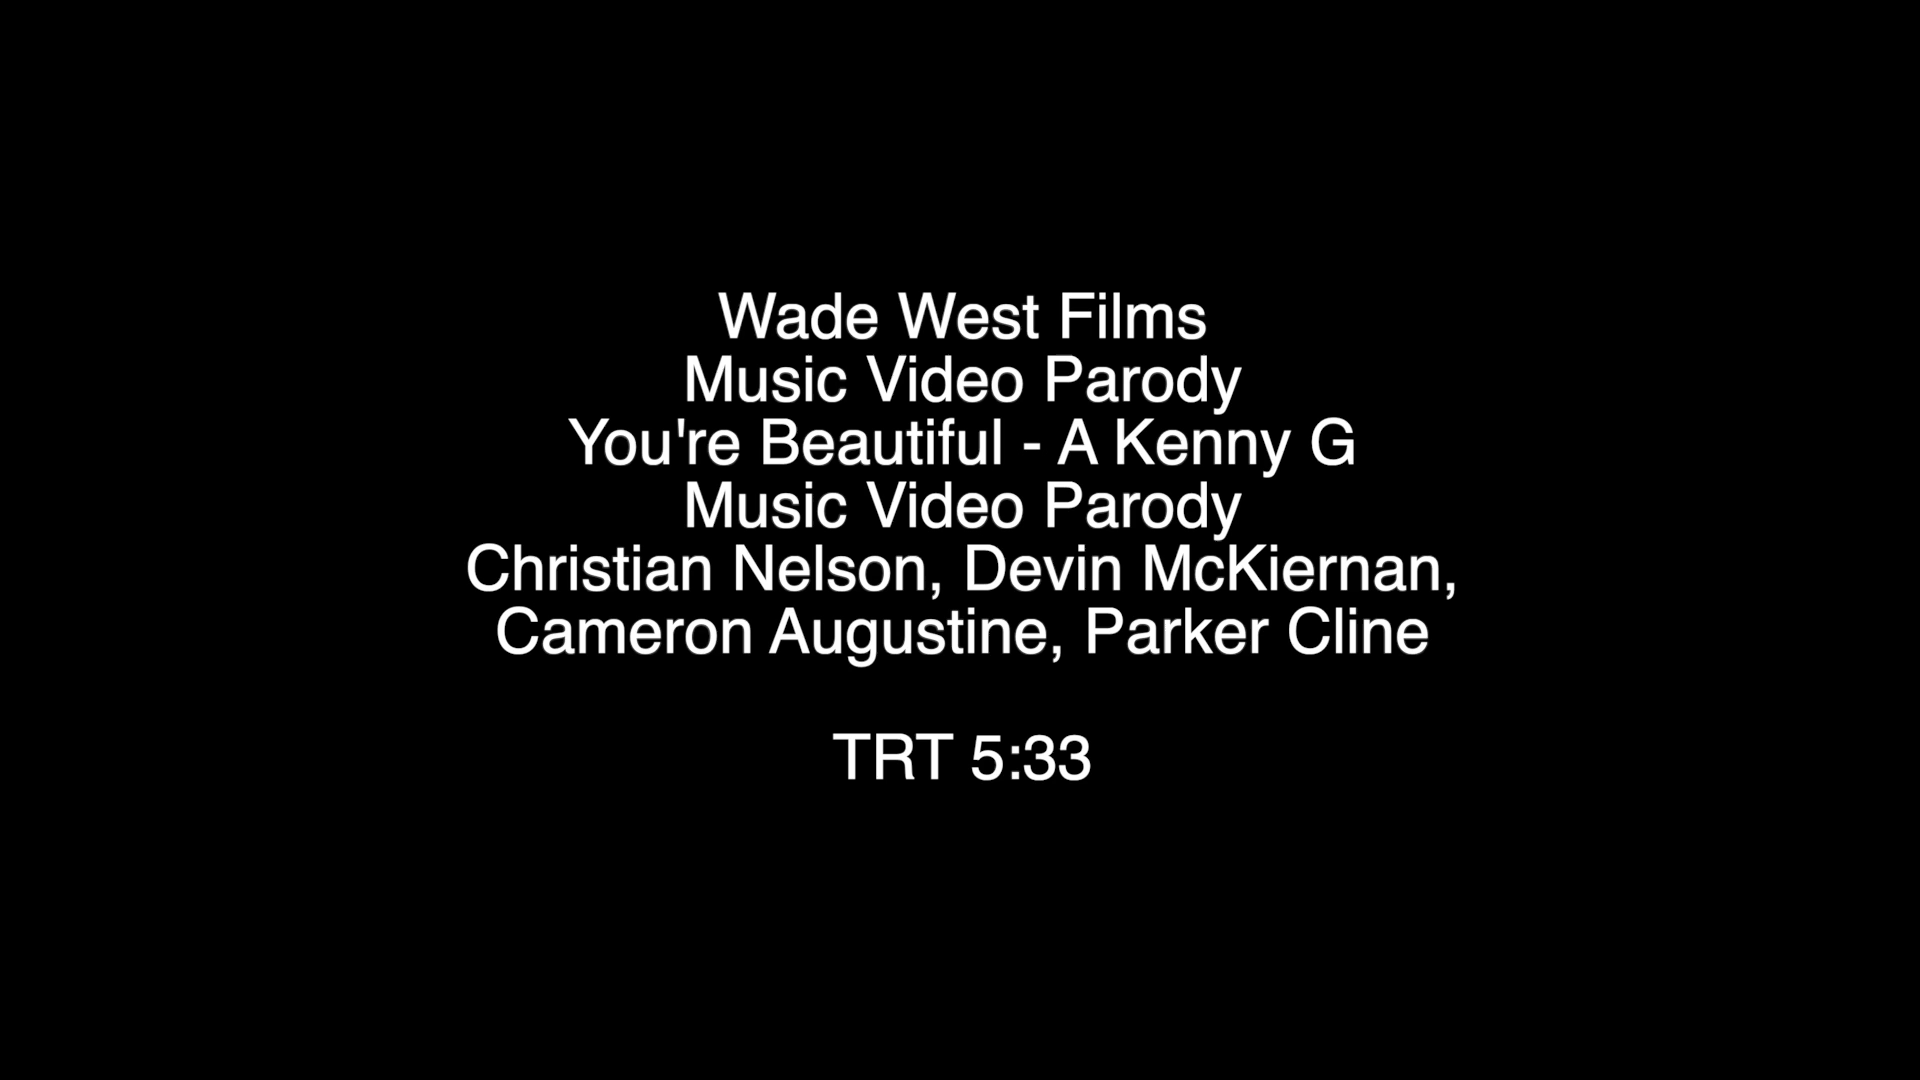 Wade West Films
Music Video Parody
You're Beautiful - A Kenny G
Music Video Parody
Christian Nelson, Devin McKiernan,
Cameron Augustine, Parker Cline
TRT 5:33